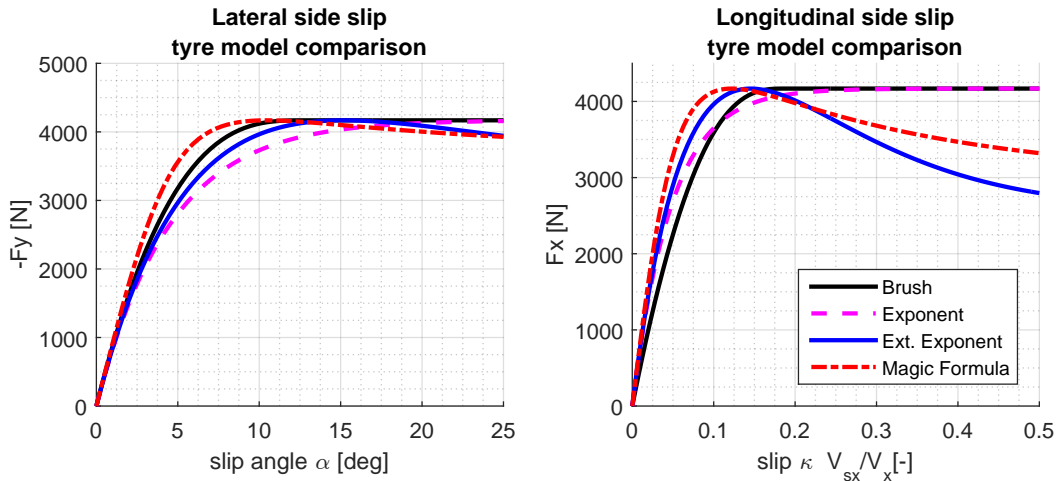 Lateral side slip
tyre model comparison
5000
4000
3000
2000
1000
0
-Fy [N]
0 5 10 15 20 25
slip angle α [deg]
Longitudinal side slip
tyre model comparison
4000
3000
2000
1000
0
Fx [N]
0 0.1 0.2 0.3 0.4 0.5
slip κ V_sx/V_x[-]
Brush
Exponent
Ext. Exponent
Magic Formula